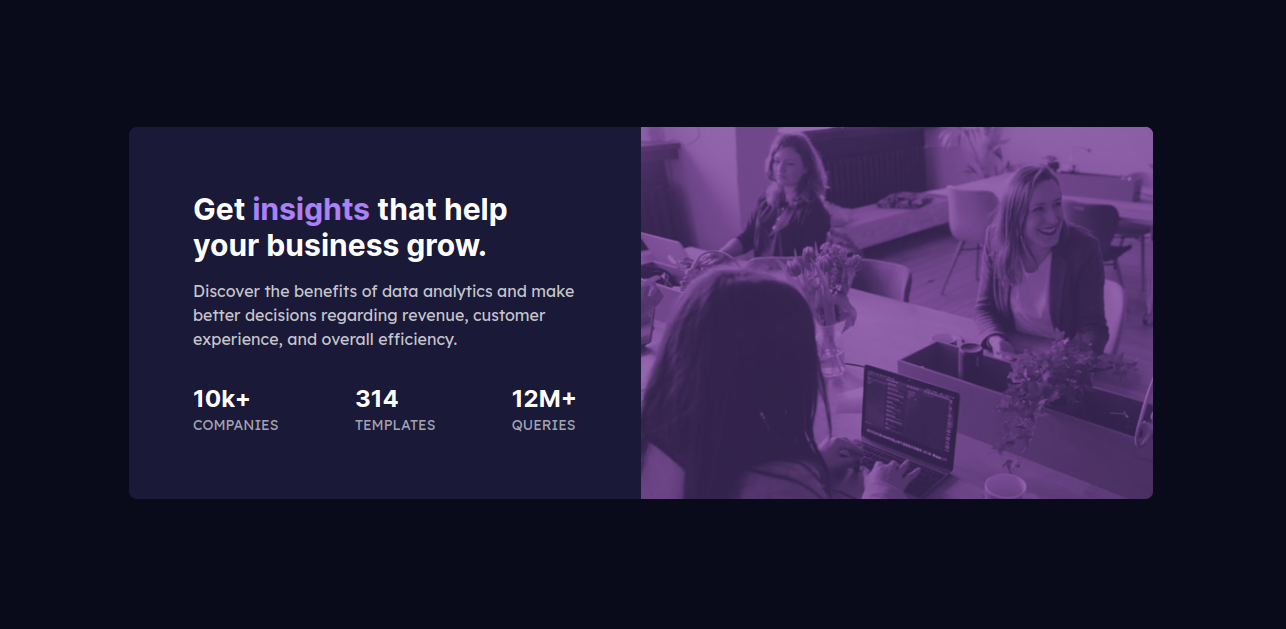 Get insights that help
your business grow.
Discover the benefits of data analytics and make
better decisions regarding revenue, customer
experience, and overall efficiency.
10k+ 314 12M+
COMPANIES TEMPLATES QUERIES